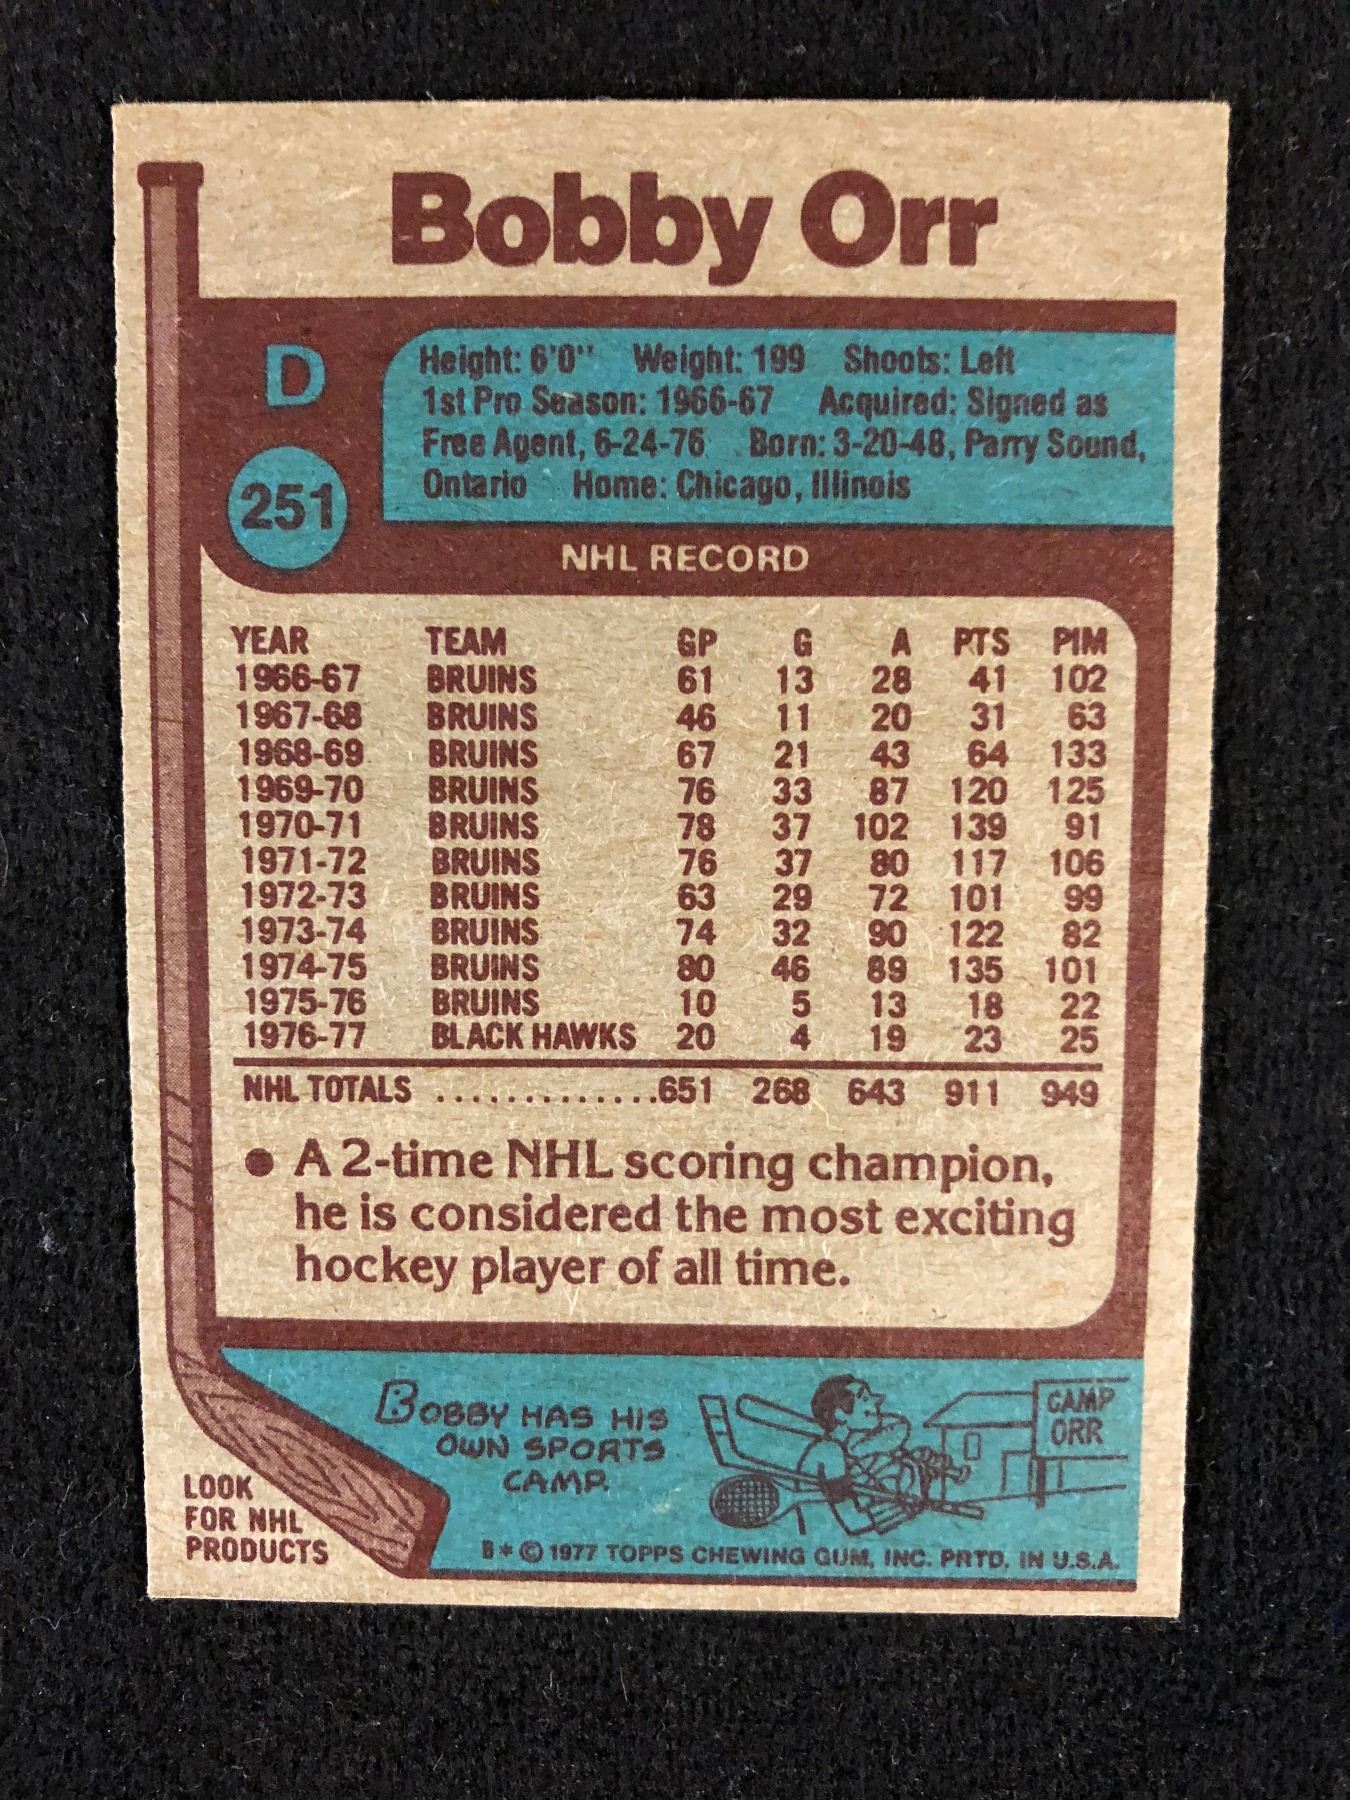 Bobby Orr
D
251
Height: 6'0" Weight: 199 Shoots: Left
1st Pro Season: 1966-67 Acquired: Signed as
Free Agent, 6-24-76 Born: 3-20-48, Parry Sound,
Ontario Home: Chicago, Illinois
NHL RECORD
YEAR TEAM GP G A PTS PIM
1966-67 BRUINS 61 13 28 41 102
1967-68 BRUINS 46 11 20 31 63
1968-69 BRUINS 67 21 43 64 133
1969-70 BRUINS 76 33 87 120 125
1970-71 BRUINS 78 37 102 139 91
1971-72 BRUINS 76 37 80 117 106
1972-73 BRUINS 63 29 72 101 99
1973-74 BRUINS 74 32 90 122 82
1974-75 BRUINS 80 46 89 135 101
1975-76 BRUINS 10 5 13 18 22
1976-77 BLACK HAWKS 20 4 19 23 25
NHL TOTALS ..............651 268 643 911 949
● A 2-time NHL scoring champion,
he is considered the most exciting
hockey player of all time.
BOBBY HAS HIS
OWN SPORTS
CAMP.
CAMP
ORR
LOOK
FOR NHL
PRODUCTS
B * © 1977 TOPPS CHEWING GUM, INC. PRTD. IN U.S.A.